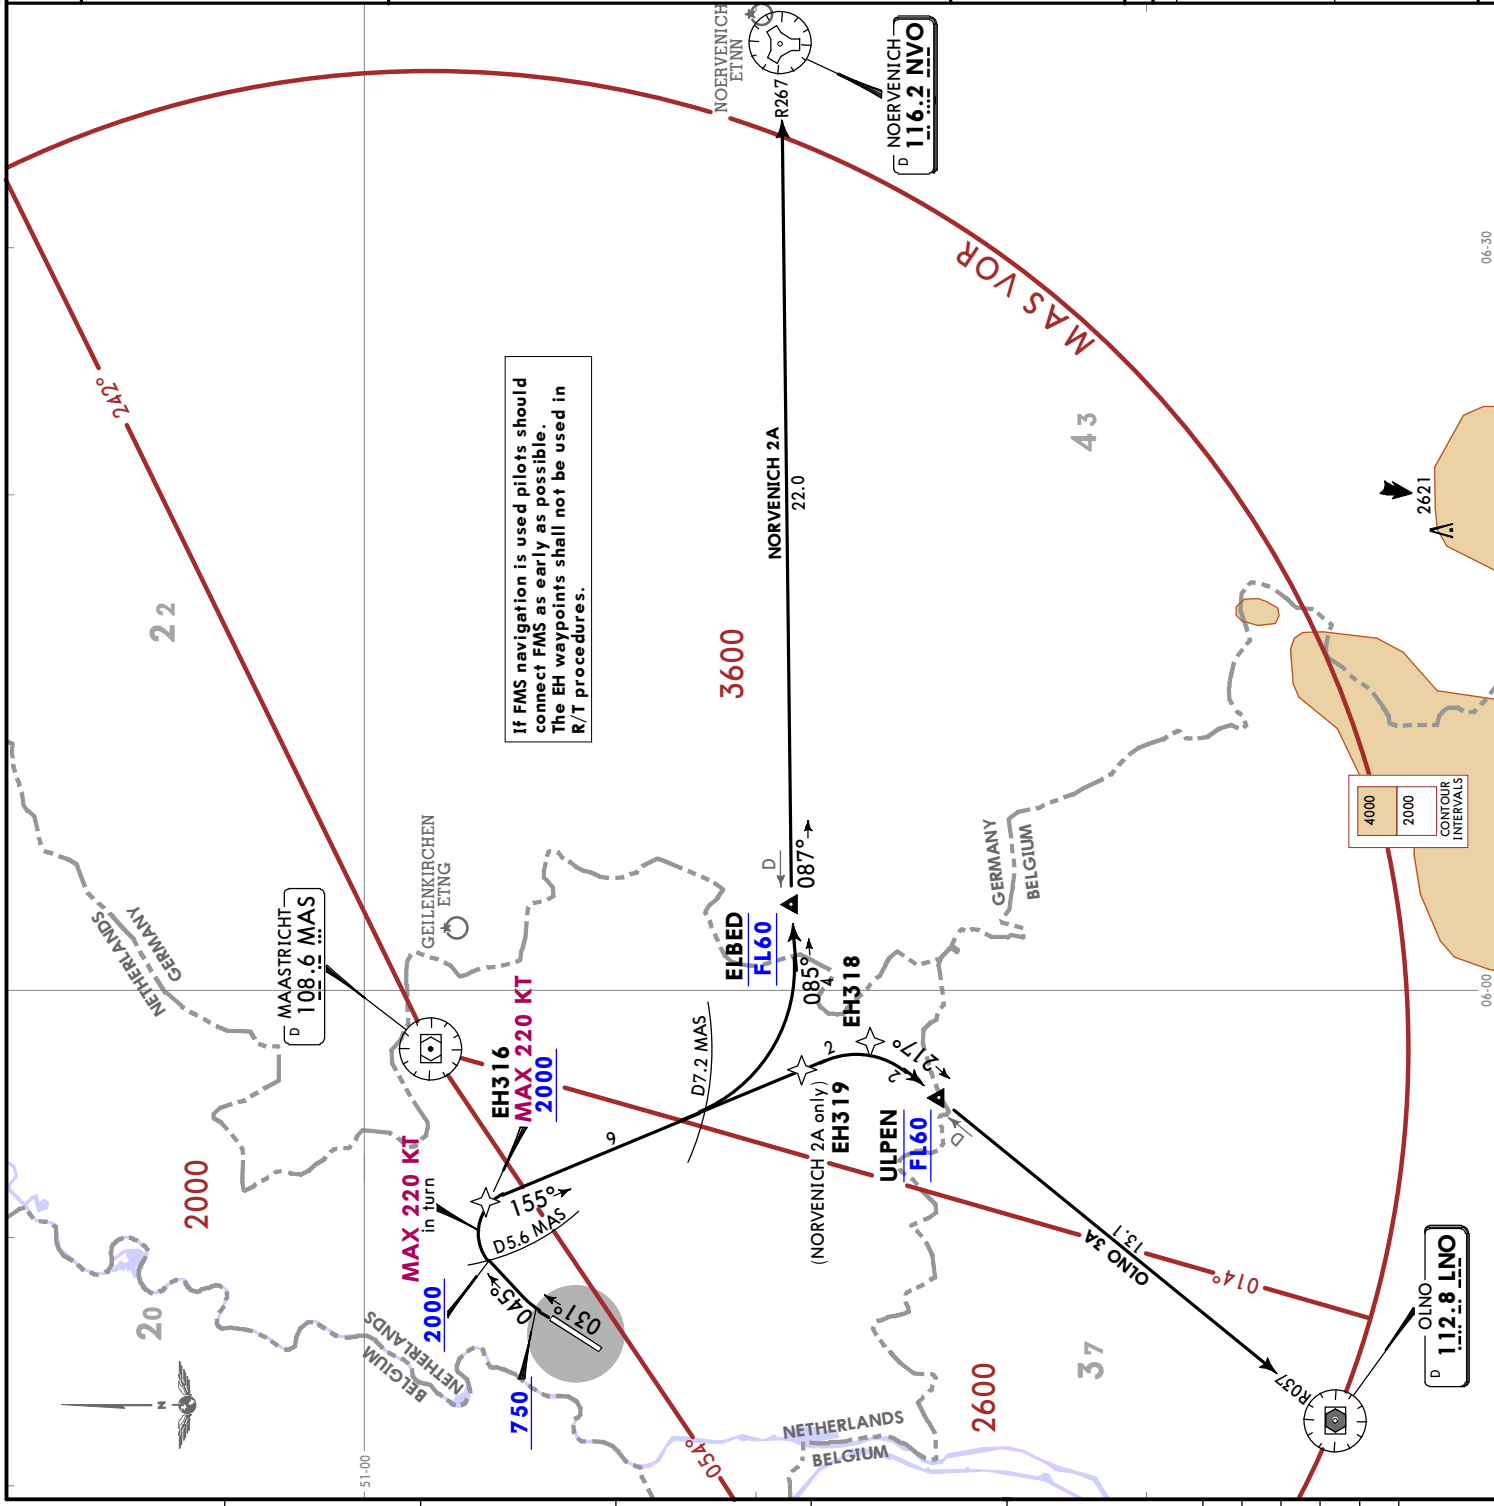 NOERVENICH
ETNN
R267
D NOERVENICH
116.2 NVO
242°
MAS VOR
22
43
If FMS navigation is used pilots should
connect FMS as early as possible.
The EH waypoints shall not be used in
R/T procedures.
NORVENICH 2A
22.0
3600
2621
06-30
4000
2000
CONTOUR
INTERVALS
NETHERLANDS
GERMANY
D MAASTRICHT
108.6 MAS
GEILENKIRCHEN
ETNG
GERMANY
BELGIUM
ELBED
FL60
D
087°
085°
4
EH318
06-00
EH316
MAX 220 KT
2000
D7.2 MAS
9
2
2
217°
(NORVENICH 2A only)
EH319
ULPEN
FL60
D
2000
MAX 220 KT
in turn
155°
D5.6 MAS
2000
045°
031°
750
20
BELGIUM
NETHERLANDS
N
51-00
054°
NETHERLANDS
BELGIUM
2600
37
OLNO 3A
13.1
014°
R037
D OLNO
112.8 LNO